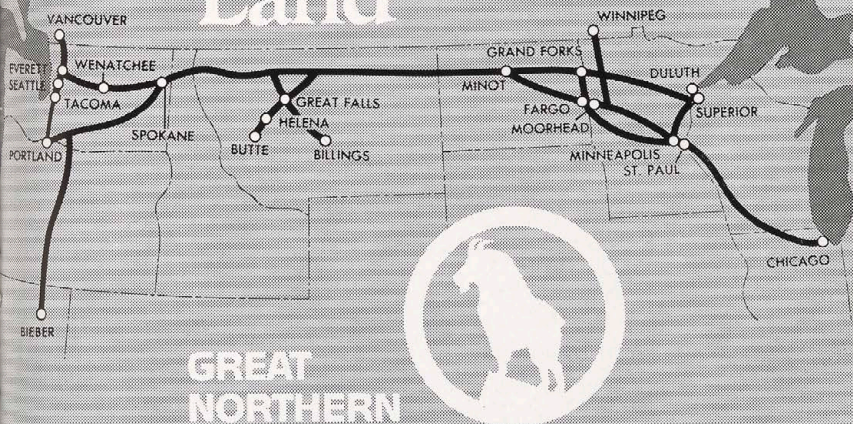 Land
VANCOUVER
WINNIPEG
EVERETT
WENATCHEE
GRAND FORKS
DULUTH
SEATTLE
TACOMA
MINOT
SUPERIOR
GREAT FALLS
FARGO
HELENA
MOORHEAD
SPOKANE
PORTLAND
BUTTE
BILLINGS
MINNEAPOLIS
ST. PAUL
CHICAGO
BIEBER
GREAT
NORTHERN